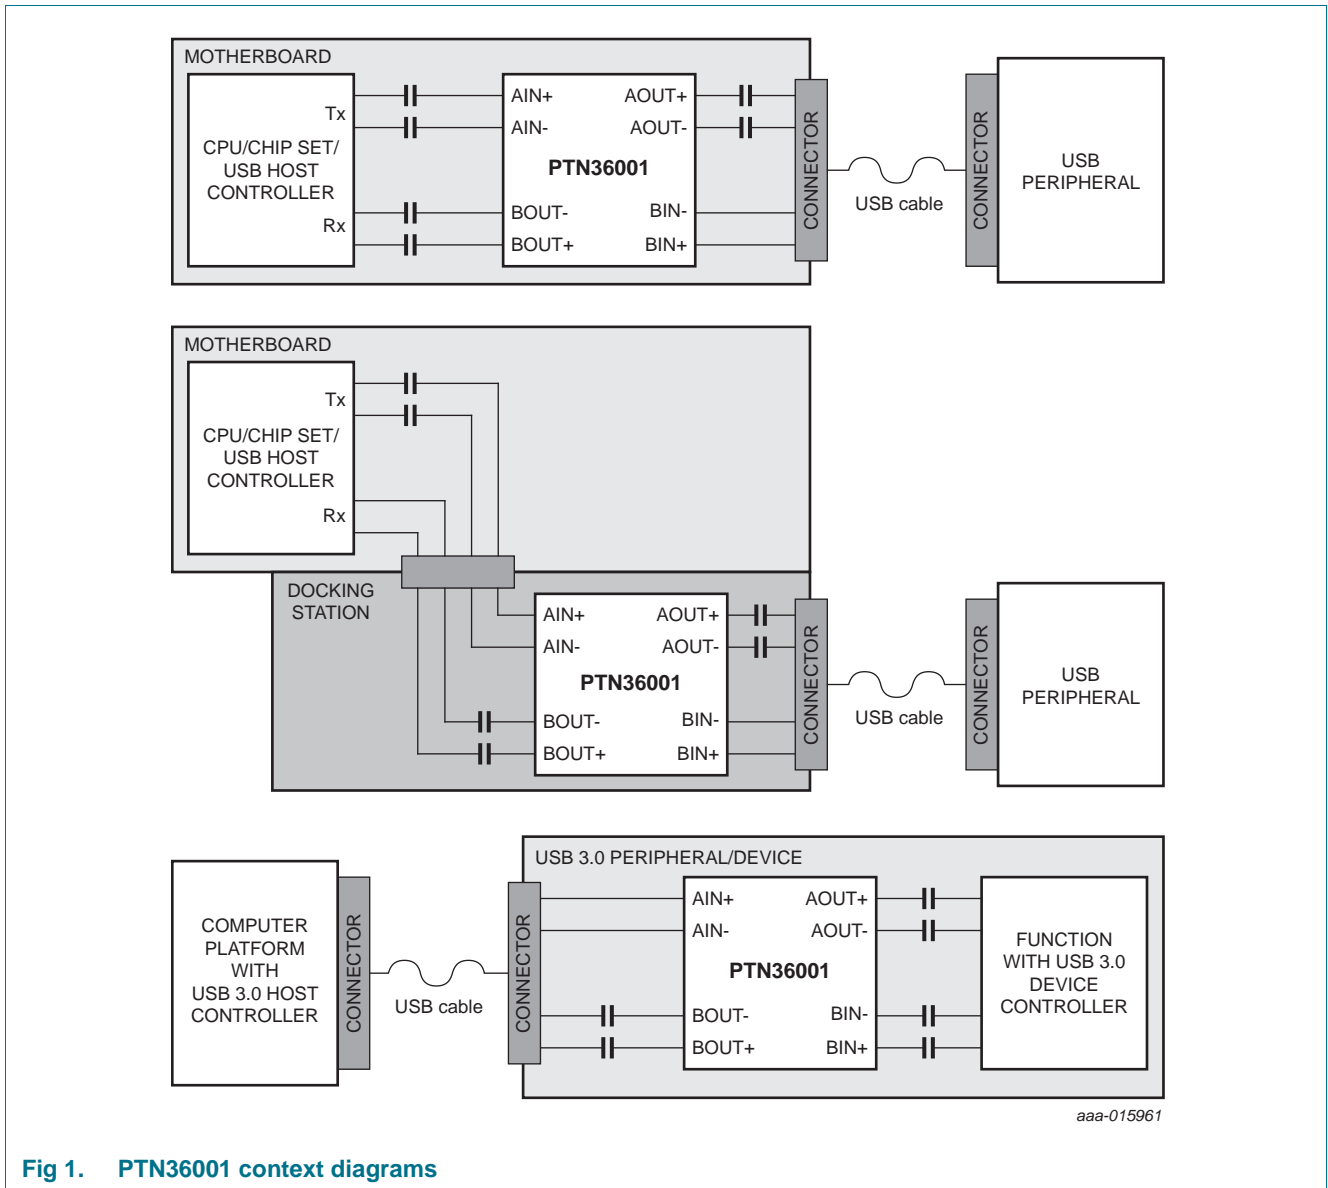 MOTHERBOARD
Tx
CPU/CHIP SET/
USB HOST
CONTROLLER
Rx
AIN+
AIN-
AOUT+
AOUT-
PTN36001
BOUT-
BOUT+
BIN-
BIN+
CONNECTOR
USB cable
CONNECTOR
USB
PERIPHERAL
MOTHERBOARD
Tx
CPU/CHIP SET/
USB HOST
CONTROLLER
Rx
DOCKING
STATION
AIN+
AIN-
AOUT+
AOUT-
PTN36001
BOUT-
BOUT+
BIN-
BIN+
CONNECTOR
USB cable
CONNECTOR
USB
PERIPHERAL
COMPUTER
PLATFORM
WITH
USB 3.0 HOST
CONTROLLER
CONNECTOR
USB cable
CONNECTOR
USB 3.0 PERIPHERAL/DEVICE
AIN+
AIN-
AOUT+
AOUT-
PTN36001
BOUT-
BOUT+
BIN-
BIN+
FUNCTION
WITH USB 3.0
DEVICE
CONTROLLER
aaa-015961
Fig 1. PTN36001 context diagrams